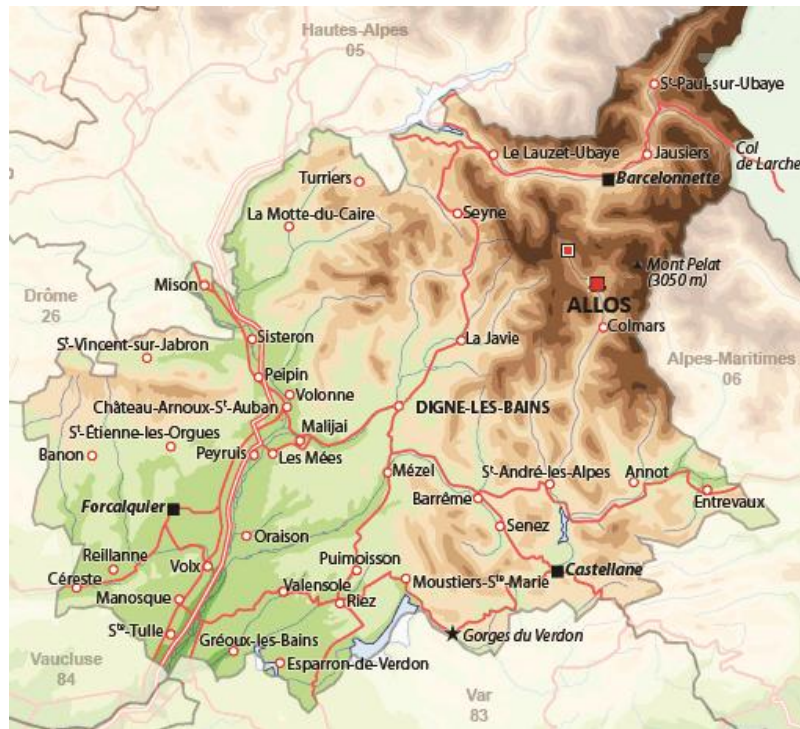 Hautes-Alpes
05
St-Paul-sur-Ubaye
Col
de Larche
Le Lauzet-Ubaye
Jausiers
Turriers
Barcelonnette
La Motte-du-Caire
Seyne
Mont Pelat
(3050 m)
Mison
Drôme
26
ALLOS
Colmars
Sisteron
La Javie
St-Vincent-sur-Jabron
Alpes-Maritimes
06
Peipin
Volonne
Château-Arnoux-St-Auban
DIGNE-LES-BAINS
Malijai
St-Étienne-les-Orgues
Banon
Peyruis
Les Mées
Mézel
St-André-les-Alpes
Annot
Barrême
Entrevaux
Forcalquier
Senez
Oraison
Reillanne
Volx
Puimoisson
Castellane
Céreste
Moustiers-Ste-Marie
Manosque
Valensole
Riez
Ste-Tulle
Gréoux-les-Bains
Gorges du Verdon
Vaucluse
84
Esparron-de-Verdon
Var
83